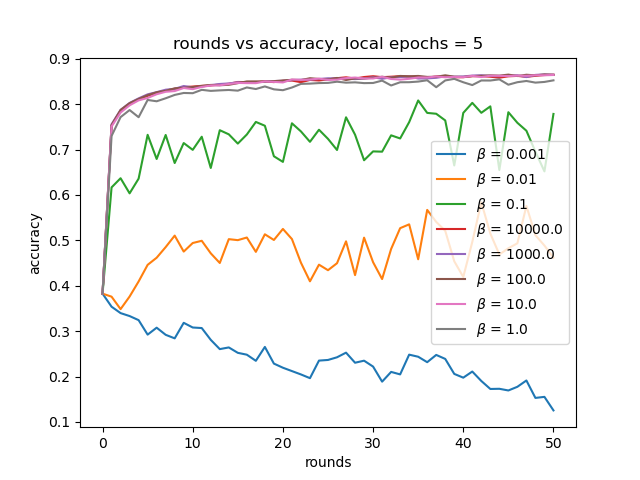 rounds vs accuracy, local epochs = 5
accuracy
0.9
0.8
0.7
0.6
0.5
0.4
0.3
0.2
0.1
β = 0.001
β = 0.01
β = 0.1
β = 10000.0
β = 1000.0
β = 100.0
β = 10.0
β = 1.0
0 10 20 30 40 50
rounds